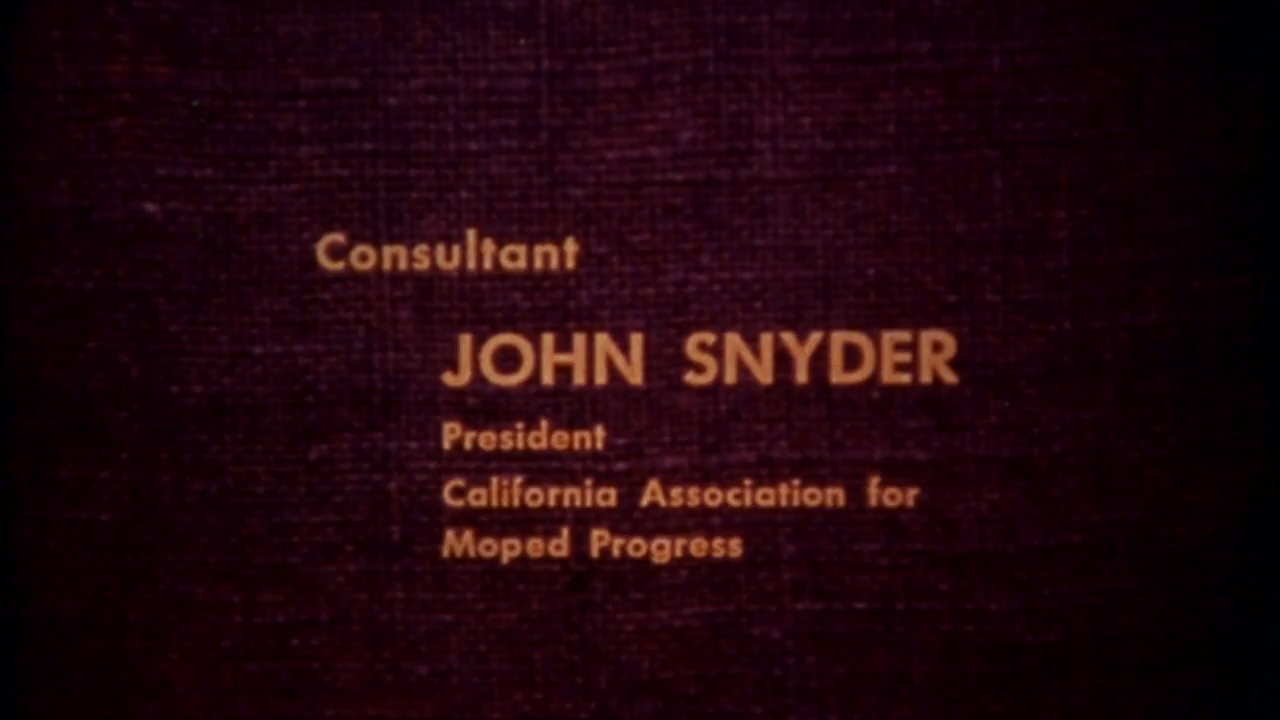 Consultant
JOHN SNYDER
President
California Association for
Moped Progress